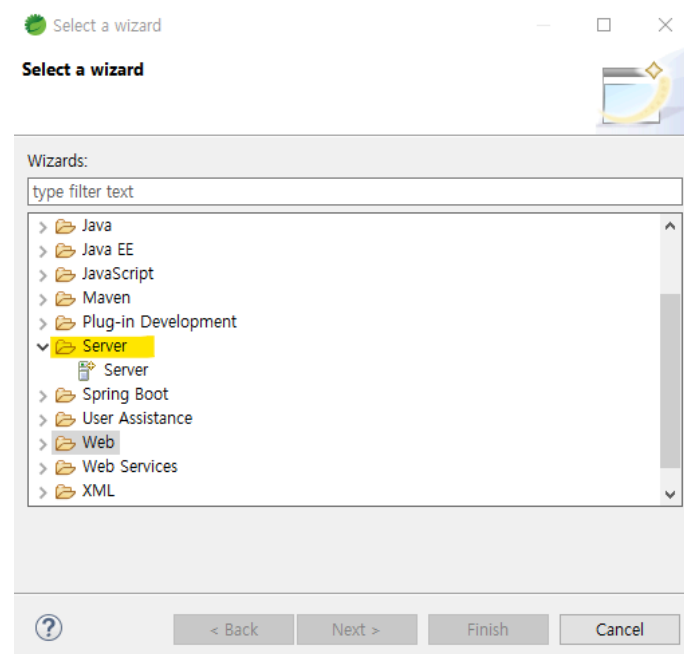 Select a wizard
Select a wizard
Wizards:
type filter text
Java
Java EE
JavaScript
Maven
Plug-in Development
Server
Server
Spring Boot
User Assistance
Web
Web Services
XML
? < Back Next > Finish Cancel